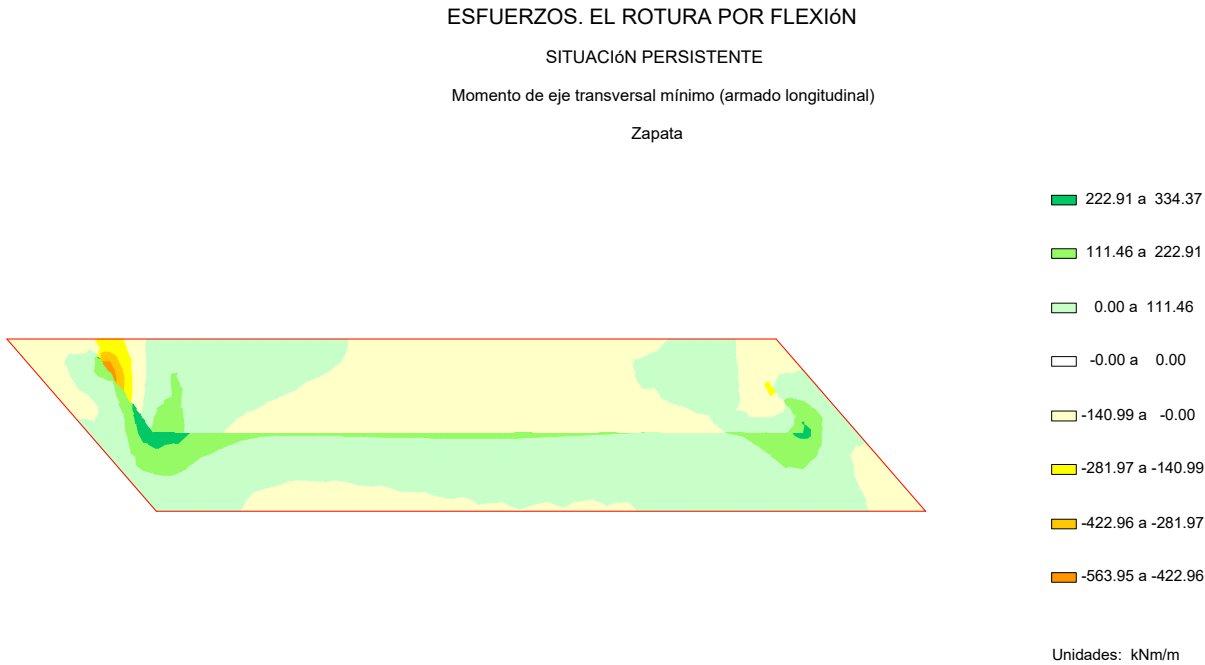 ESFUERZOS. EL ROTURA POR FLEXIóN
SITUACIóN PERSISTENTE
Momento de eje transversal mínimo (armado longitudinal)
Zapata
222.91 a 334.37
111.46 a 222.91
0.00 a 111.46
-0.00 a 0.00
-140.99 a -0.00
-281.97 a -140.99
-422.96 a -281.97
-563.95 a -422.96
Unidades: kNm/m